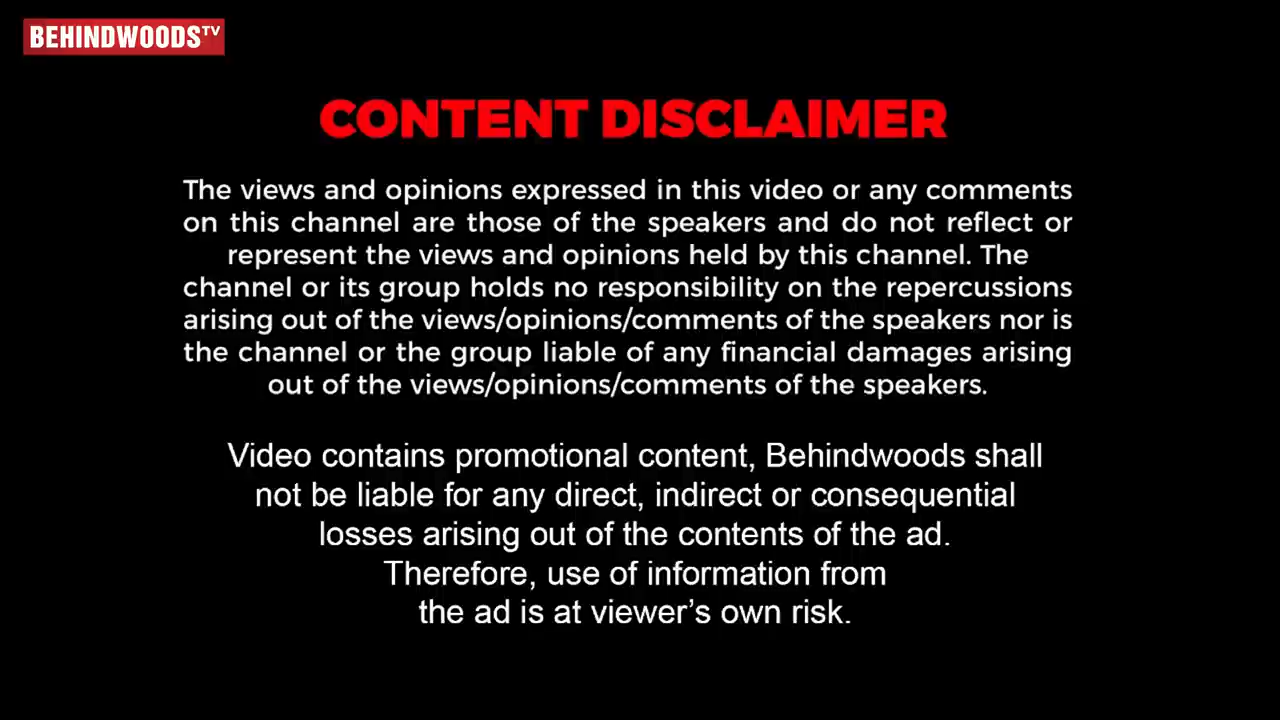 BEHINDWOODS TV
CONTENT DISCLAIMER
The views and opinions expressed in this video or any comments
on this channel are those of the speakers and do not reflect or
represent the views and opinions held by this channel. The
channel or its group holds no responsibility on the repercussions
arising out of the views/opinions/comments of the speakers nor is
the channel or the group liable of any financial damages arising
out of the views/opinions/comments of the speakers.
Video contains promotional content, Behindwoods shall
not be liable for any direct, indirect or consequential
losses arising out of the contents of the ad.
Therefore, use of information from
the ad is at viewer’s own risk.